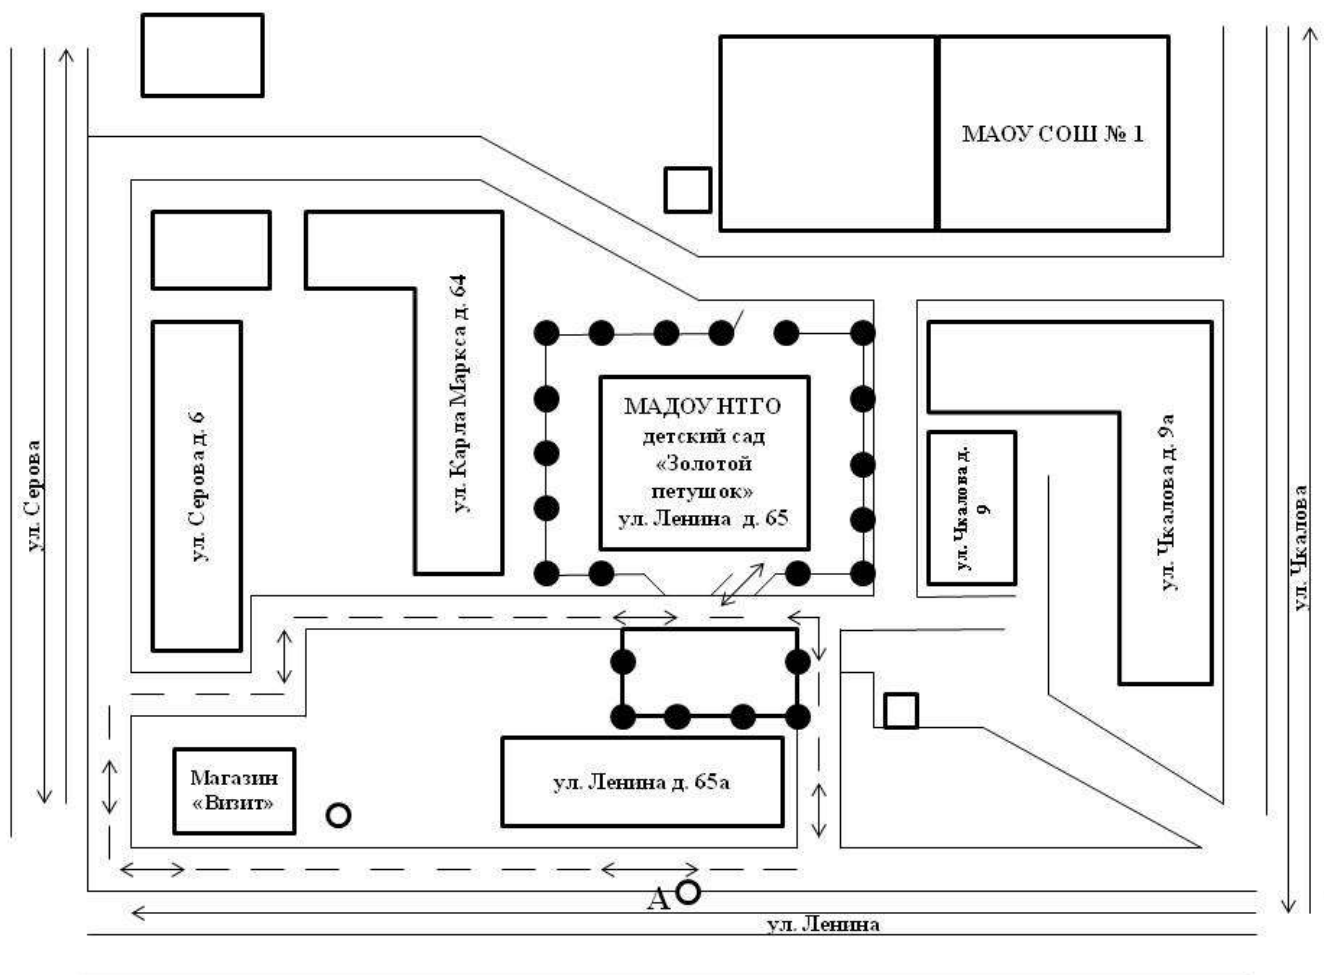 МАОУ СОШ № 1
ул. Карла Маркса д. 64
МАДОУ НТГО
детский сад
«Золотой
петушок»
ул. Ленина д. 65
ул. Серова
ул. Серова д. 6
ул. Чкалова д.
9
ул. Чкалова д. 9а
ул. Чкалова
Магазин
«Визит»
ул. Ленина д. 65а
А
ул. Ленина